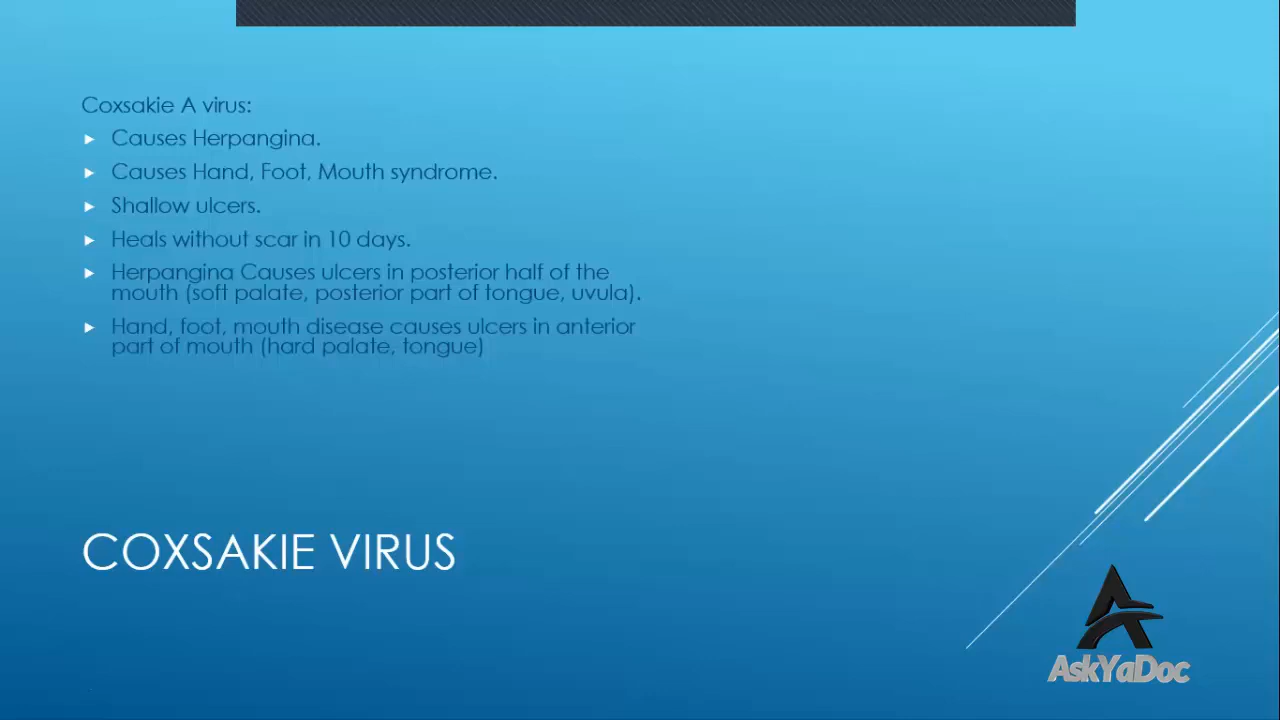 Coxsakie A virus:
Causes Herpangina.
Causes Hand, Foot, Mouth syndrome.
Shallow ulcers.
Heals without scar in 10 days.
Herpangina Causes ulcers in posterior half of the
mouth (soft palate, posterior part of tongue, uvula).
Hand, foot, mouth disease causes ulcers in anterior
part of mouth (hard palate, tongue)
COXSAKIE VIRUS
AskYaDoc